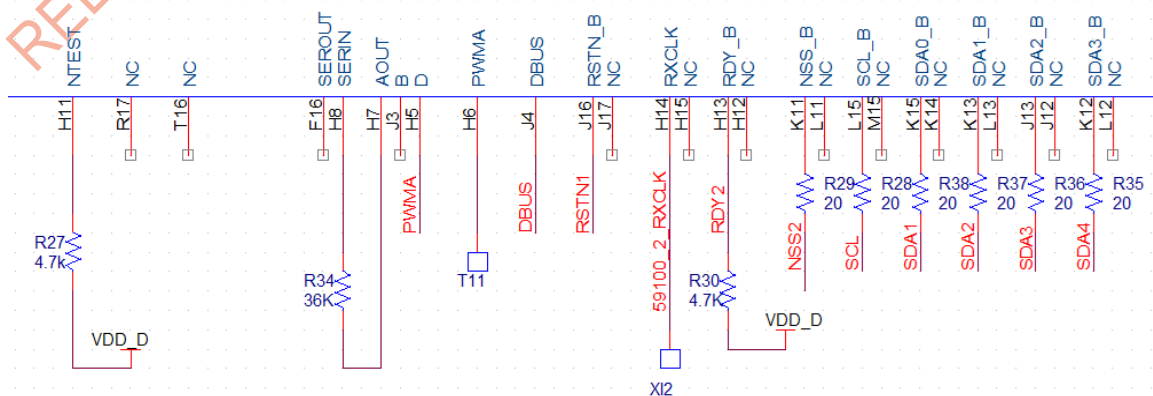 REL
NTEST
NC
NC
SEROUT
SERIN
AOUT
B
D
PWMA
DBUS
RSTN_B
NC
RXCLK
NC
RDY_B
NC
NSS_B
NC
SCL_B
NC
SDA0_B
NC
SDA1_B
NC
SDA2_B
NC
SDA3_B
NC
H11
R17
T16
F16
H8
H7
J3
H5
H6
J4
J16
J17
H14
H15
H13
H12
K11
L11
L15
M15
K15
K14
K13
L13
J13
J12
K12
L12
PWMA
DBUS
RSTN1
59100_2_RXCLK
RDY2
NSS2
SCL
SDA1
SDA2
SDA3
SDA4
R29
20
R28
20
R38
20
R37
20
R36
20
R35
20
R27
4.7k
R34
36K
T11
R30
4.7K
VDD_D
VDD_D
XI2